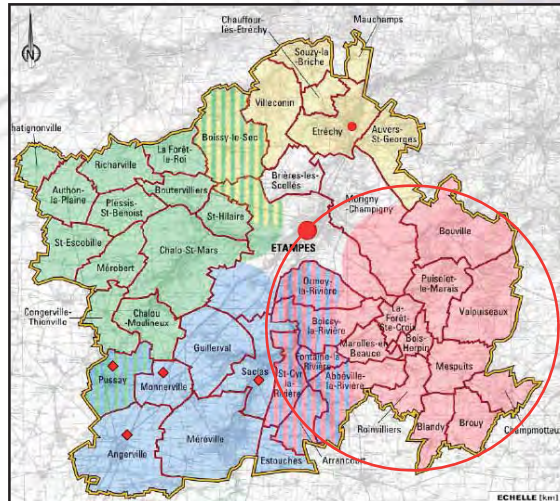 Mauchamps
Chauffour
-lès-Etréchy
Souzy-la
-Briche
N
Villeconin
Etréchy
Auvers-
St-Georges
hatignonville
La Forêt-
le-Roi
Boissy-le-Sec
Richarville
Brières-les-
Scellés
Authon-
la-Plaine
Plessis-
St-Benoist
Boutervilliers
Morigny
-Champigny
St-Hilaire
Bouville
St-Escobille
Chalo-St-Mars
ETAMPES
Mérobert
Puiselet-le
-Marais
Ormoy-
la-Rivière
Valpuiseaux
Congerville-
Thionville
Chalou
-Moulineux
La-
Forêt-
Ste-Croix
Boissy-
la-Rivière
Bois-
Herpin
Guillerval
Marolles-en
-Beauce
Fontaine-la
-Rivière
Mespuits
Pussay
Monnerville
Saclas
St-Cyr
-la-
Rivière
Abbéville-
la-Rivière
Roimilliers
Blandy
Brouy
Champmotteux
Angerville
Méréville
Arrancourt
Estouches
ECHELLE